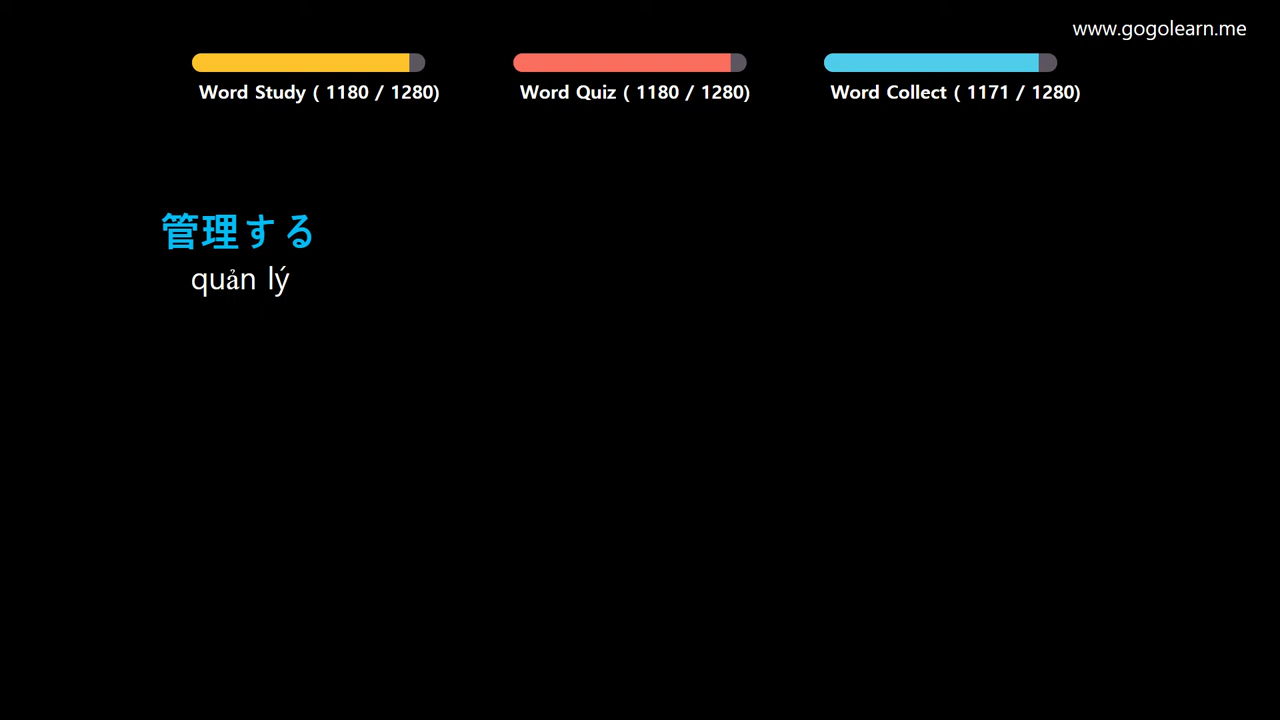 www.gogolearn.me
Word Study ( 1180 / 1280)
Word Quiz ( 1180 / 1280)
Word Collect ( 1171 / 1280)
管理する
quản lý